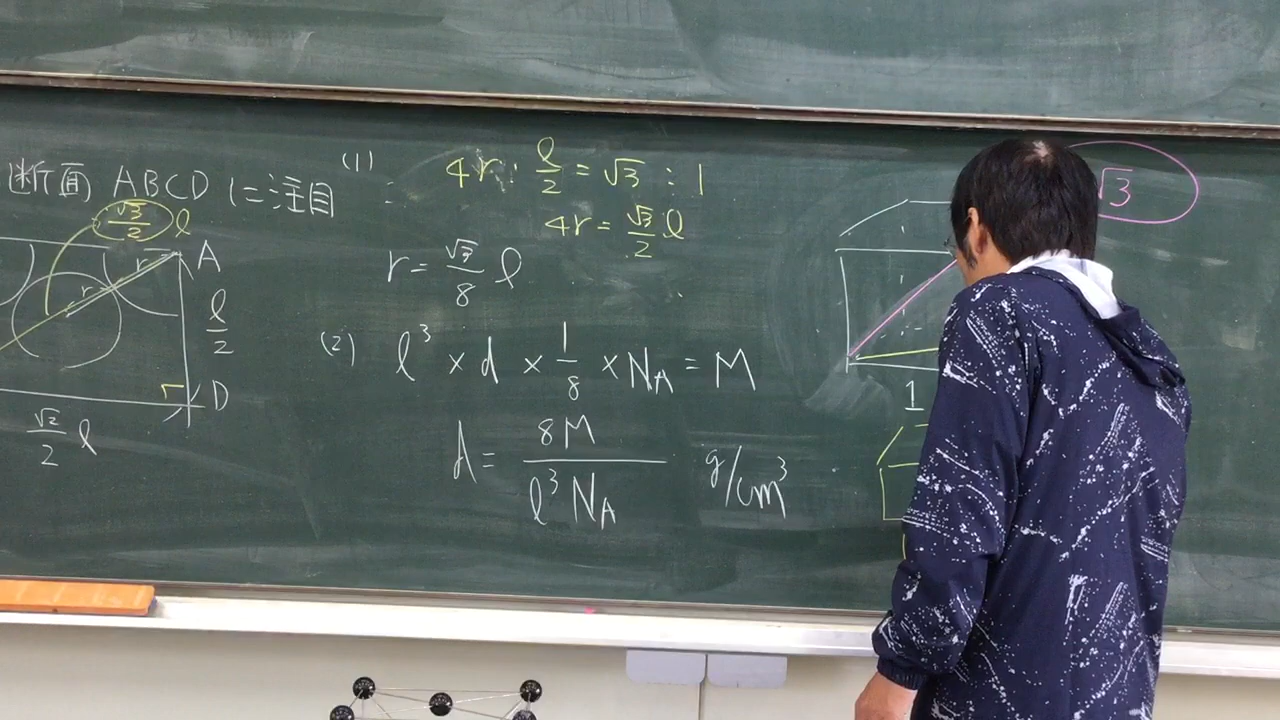 断面 ABCD に注目
√3/2 ℓ
A
r
r
ℓ/2
D
√2/2 ℓ
(1) 4r : ℓ/2 = √3 : 1
4r = √3/2 ℓ
r = √3/8 ℓ
(2) ℓ³ × d × 1/8 × N_A = M
d = 8M/ℓ³N_A g/cm³
√3
1